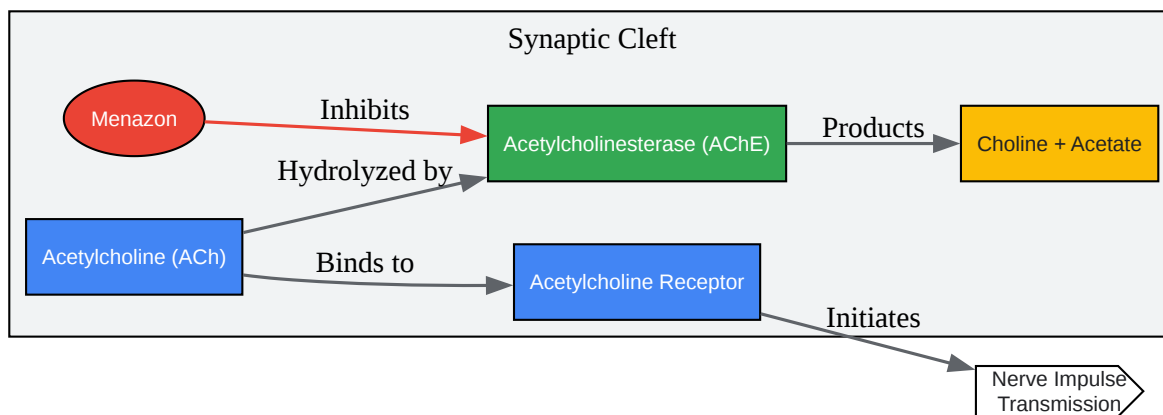 Synaptic Cleft
Menazon
Inhibits
Acetylcholinesterase (AChE)
Products
Choline + Acetate
Hydrolyzed by
Acetylcholine (ACh)
Binds to
Acetylcholine Receptor
Initiates
Nerve Impulse
Transmission